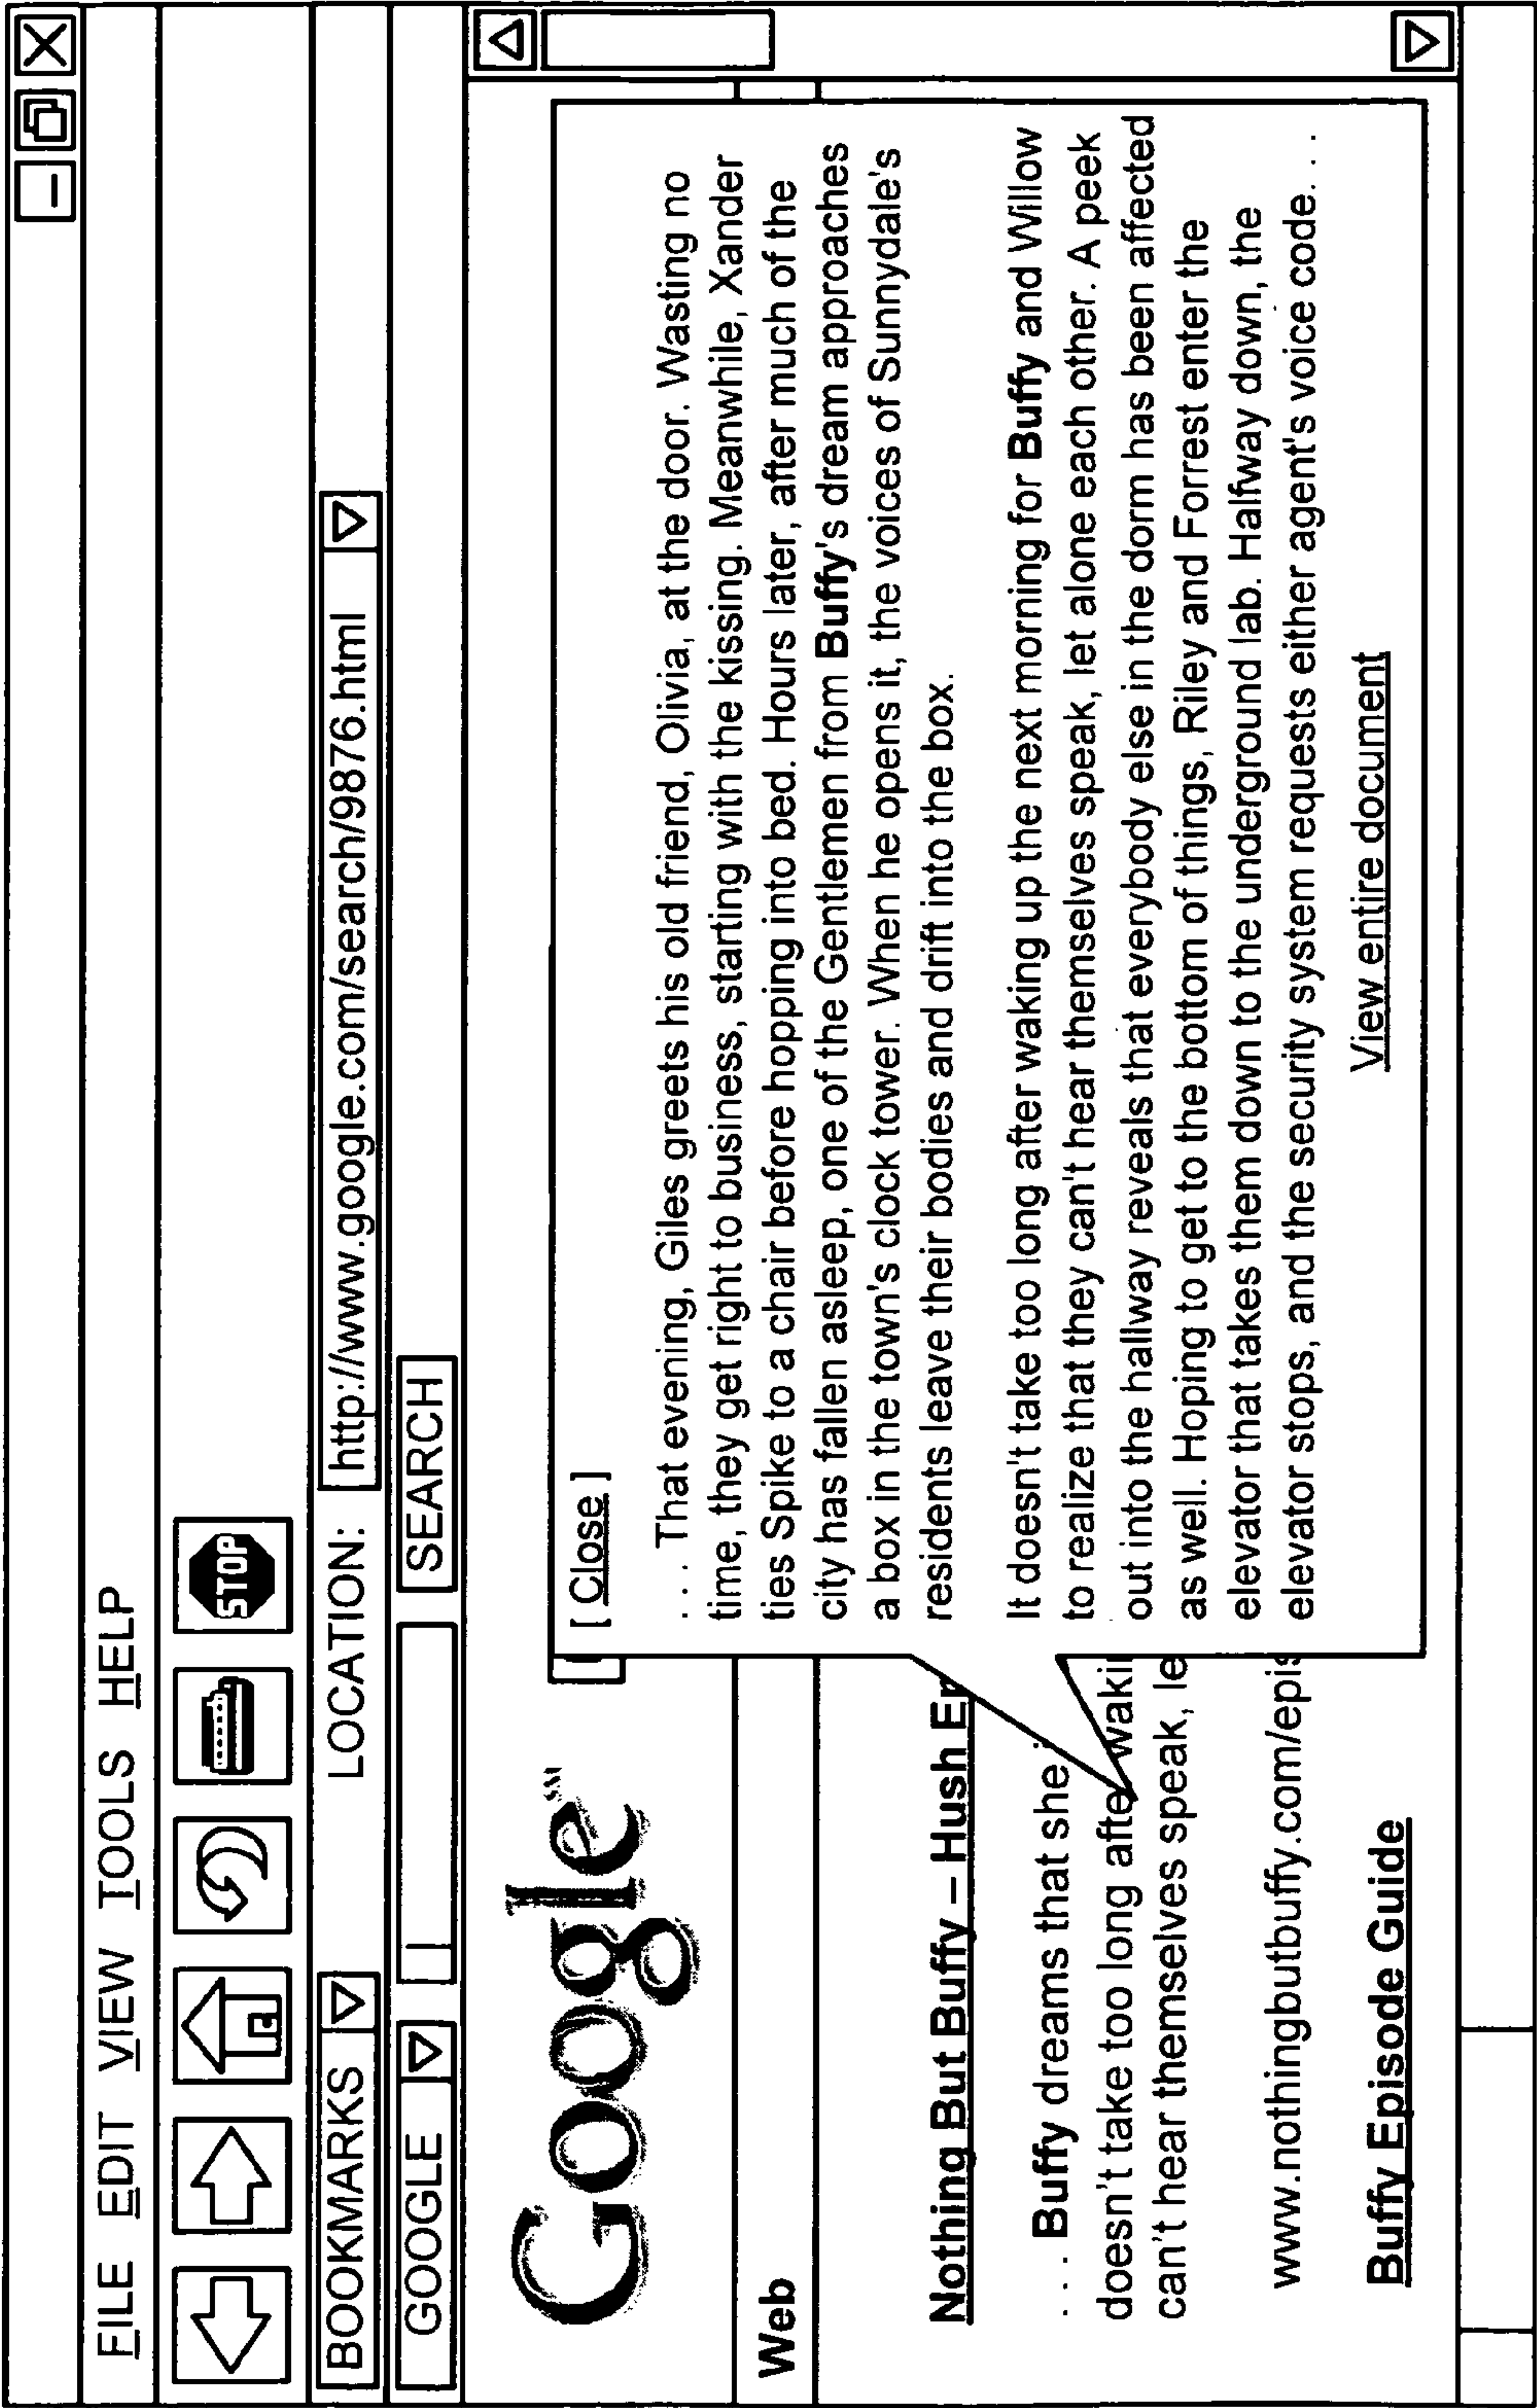 FILE EDIT VIEW TOOLS HELP
STOP
BOOKMARKS LOCATION: http://www.google.com/search/9876.html
GOOGLE SEARCH
Google™
[ Close ]
. . . That evening, Giles greets his old friend, Olivia, at the door. Wasting no
time, they get right to business, starting with the kissing. Meanwhile, Xander
ties Spike to a chair before hopping into bed. Hours later, after much of the
city has fallen asleep, one of the Gentlemen from Buffy's dream approaches
a box in the town's clock tower. When he opens it, the voices of Sunnydale's
residents leave their bodies and drift into the box.
It doesn't take too long after waking up the next morning for Buffy and Willow
to realize that they can't hear themselves speak, let alone each other. A peek
out into the hallway reveals that everybody else in the dorm has been affected
as well. Hoping to get to the bottom of things, Riley and Forrest enter the
elevator that takes them down to the underground lab. Halfway down, the
elevator stops, and the security system requests either agent's voice code. . .
View entire document
Web
Nothing But Buffy – Hush
. . . Buffy dreams that she
doesn't take too long after
can't hear themselves speak,
www.nothingbutbuffy.com/epis
Buffy Episode Guide